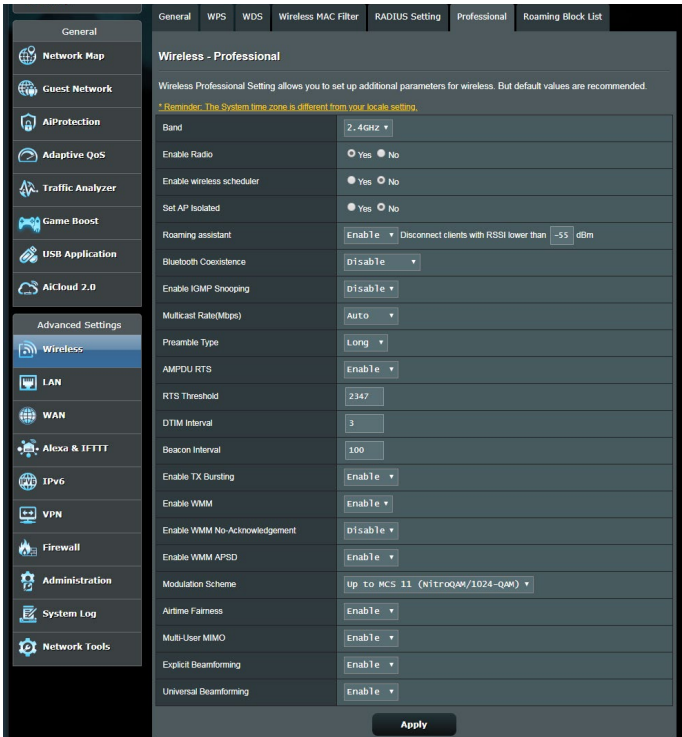 General WPS WDS Wireless MAC Filter RADIUS Setting Professional Roaming Block List
General
Network Map
Guest Network
AiProtection
Adaptive QoS
Traffic Analyzer
Game Boost
USB Application
AiCloud 2.0
Advanced Settings
Wireless
LAN
WAN
Alexa & IFTTT
IPv6
VPN
Firewall
Administration
System Log
Network Tools
Wireless - Professional
Wireless Professional Setting allows you to set up additional parameters for wireless. But default values are recommended.
* Reminder: The System time zone is different from your locale setting.
Band 2.4GHz
Enable Radio Yes No
Enable wireless scheduler Yes No
Set AP Isolated Yes No
Roaming assistant Enable Disconnect clients with RSSI lower than -55 dBm
Bluetooth Coexistence Disable
Enable IGMP Snooping Disable
Multicast Rate(Mbps) Auto
Preamble Type Long
AMPDU RTS Enable
RTS Threshold 2347
DTIM Interval 3
Beacon Interval 100
Enable TX Bursting Enable
Enable WMM Enable
Enable WMM No-Acknowledgement Disable
Enable WMM APSD Enable
Modulation Scheme Up to MCS 11 (NitroQAM/1024-QAM)
Airtime Fairness Enable
Multi-User MIMO Enable
Explicit Beamforming Enable
Universal Beamforming Enable
Apply